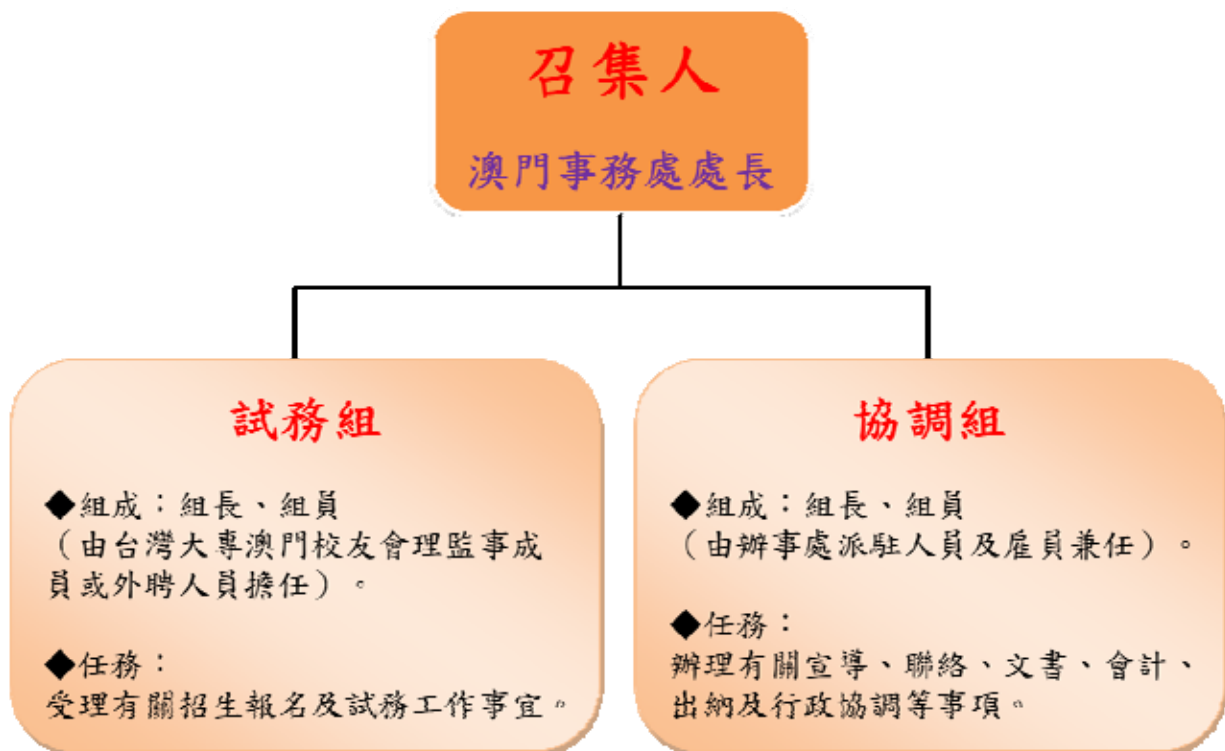 召集人
澳門事務處處長
試務組
◆組成：組長、組員
（由台灣大專澳門校友會理監事成
員或外聘人員擔任）。
◆任務：
受理有關招生報名及試務工作事宜。
協調組
◆組成：組長、組員
（由辦事處派駐人員及雇員兼任）。
◆任務：
辦理有關宣導、聯絡、文書、會計、
出納及行政協調等事項。